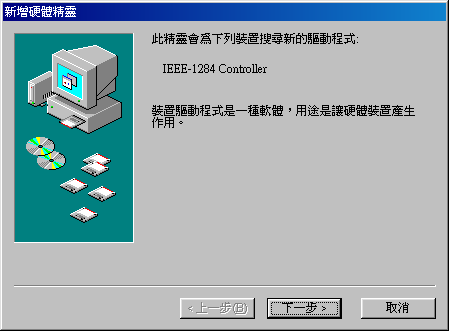 新增硬體精靈
此精靈會為下列裝置搜尋新的驅動程式:
IEEE-1284 Controller
裝置驅動程式是一種軟體，用途是讓硬體裝置產生
作用。
<上一步(B)
下一步 >
取消